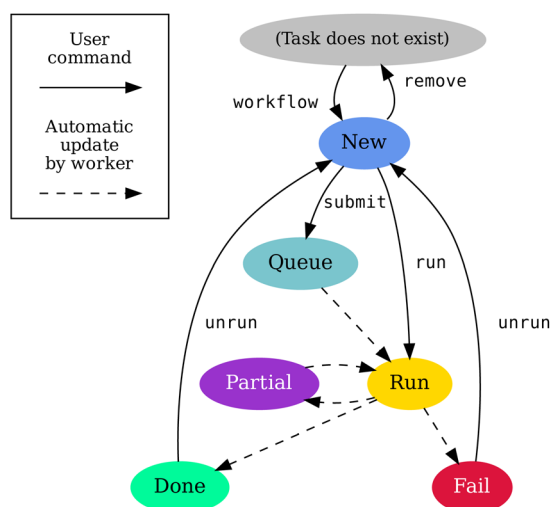 User
command
Automatic
update
by worker
(Task does not exist)
workflow
remove
New
submit
Queue
run
unrun
unrun
Partial
Run
Done
Fail